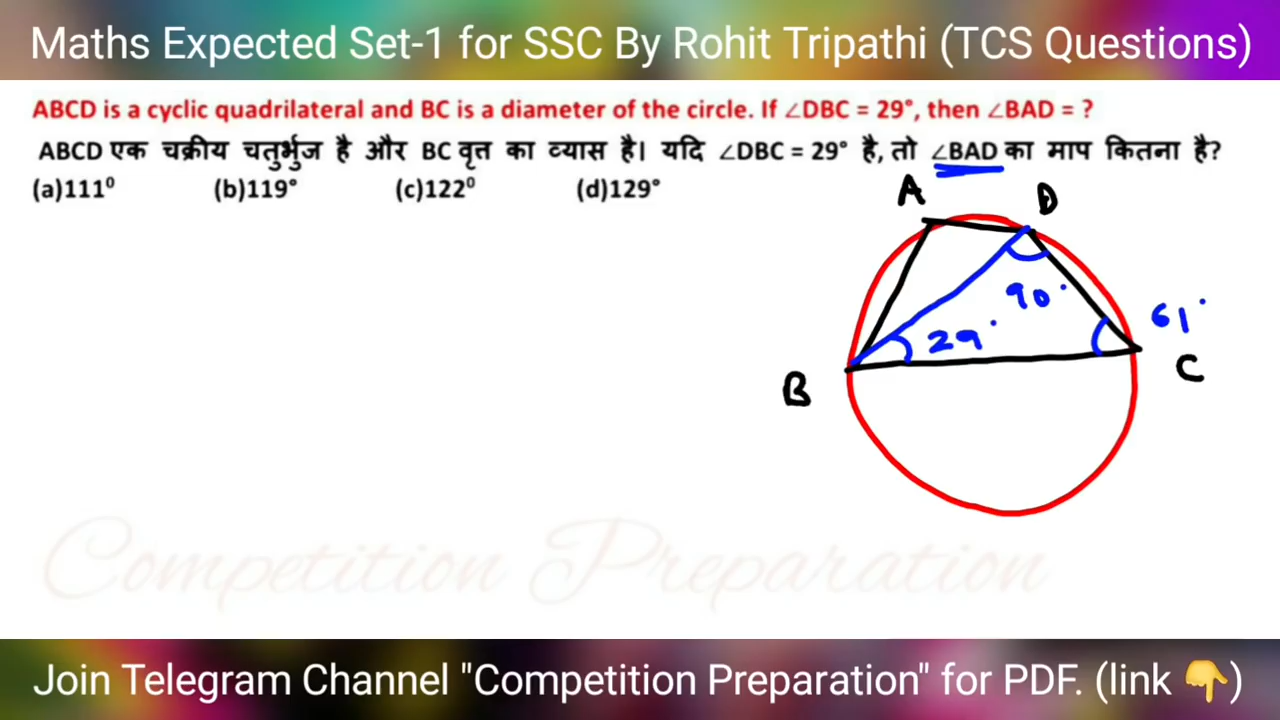 Maths Expected Set-1 for SSC By Rohit Tripathi (TCS Questions)
ABCD is a cyclic quadrilateral and BC is a diameter of the circle. If ∠DBC = 29°, then ∠BAD = ?
ABCD एक चक्रीय चतुर्भुज है और BC वृत्त का व्यास है। यदि ∠DBC = 29° है, तो ∠BAD का माप कितना है?
(a)111⁰ (b)119° (c)122⁰ (d)129°
A D
90°
61°
29°
B C
Competition Preparation
Join Telegram Channel "Competition Preparation" for PDF. (link 👇)